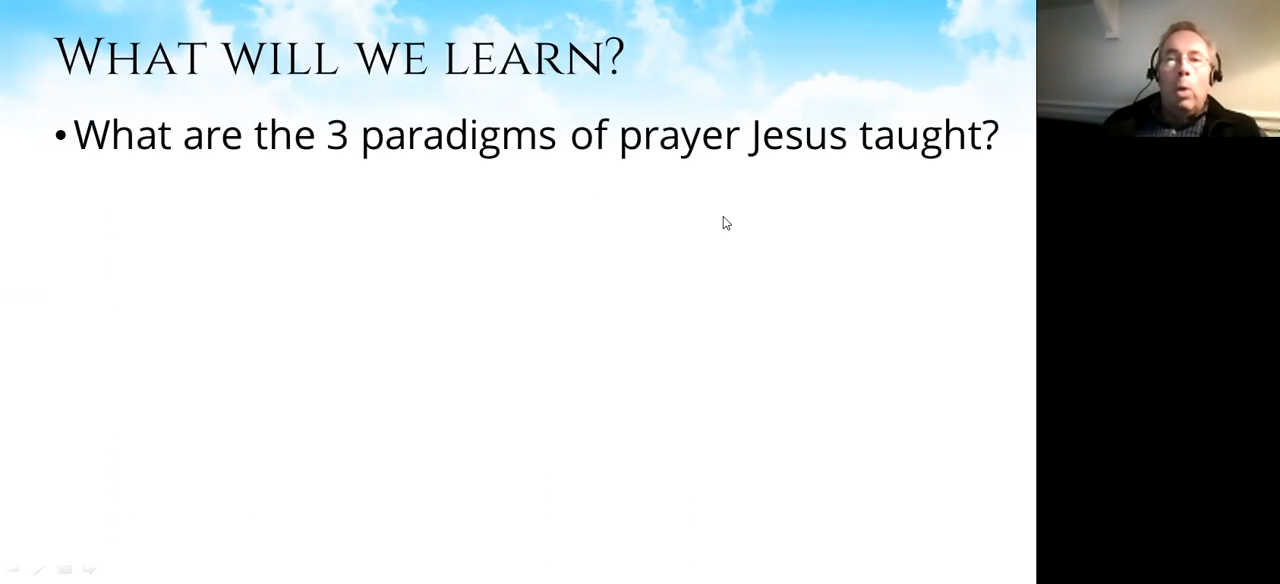 What will we learn?
• What are the 3 paradigms of prayer Jesus taught?